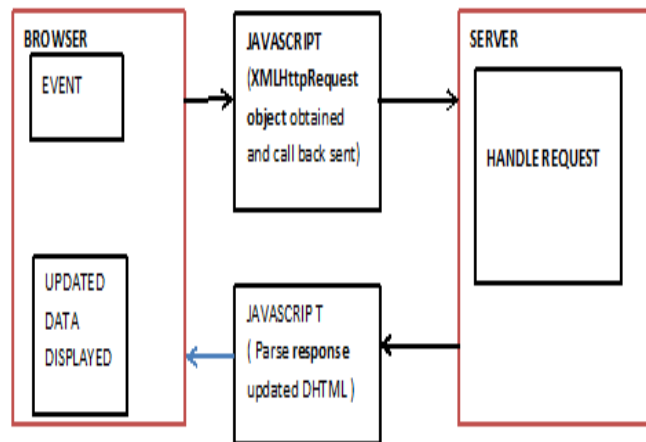 BROWSER
EVENT
JAVASCRIPT
(XMLHttpRequest
object obtained
and call back sent)
SERVER
HANDLE REQUEST
UPDATED
DATA
DISPLAYED
JAVASCRIPT
( Parse response
updated DHTML )